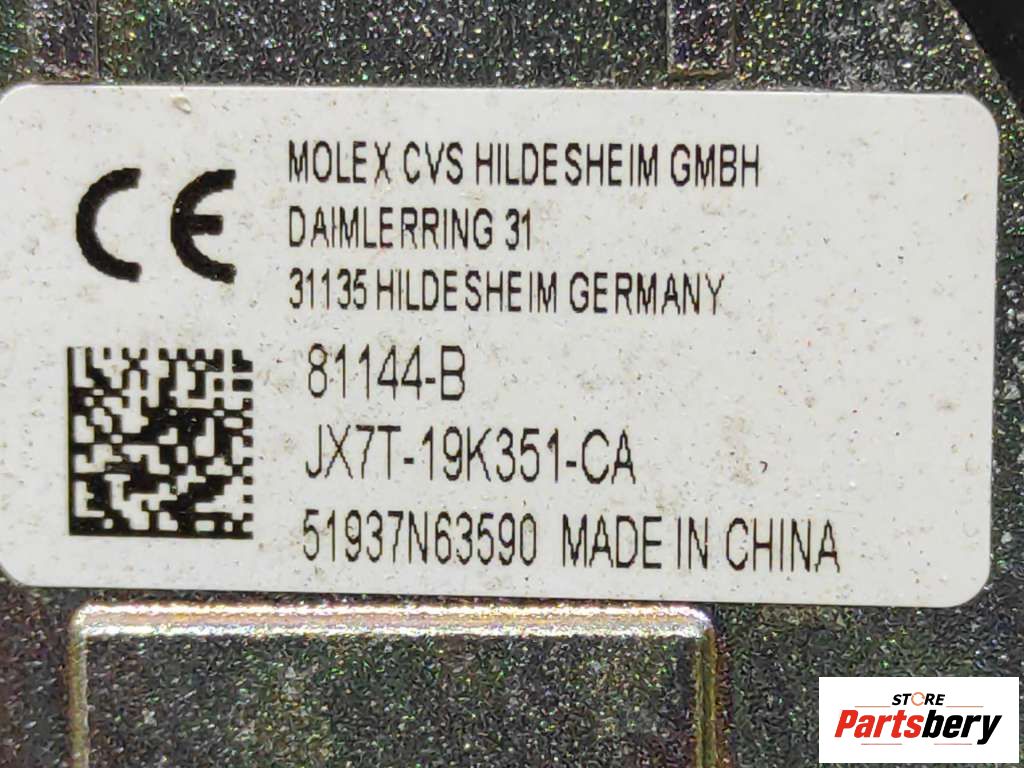 CE
MOLEX CVS HILDESHEIM GMBH
DAIMLERRING 31
31135 HILDESHEIM GERMANY
81144-B
JX7T-19K351-CA
51937N63590 MADE IN CHINA
STORE
Partsbery